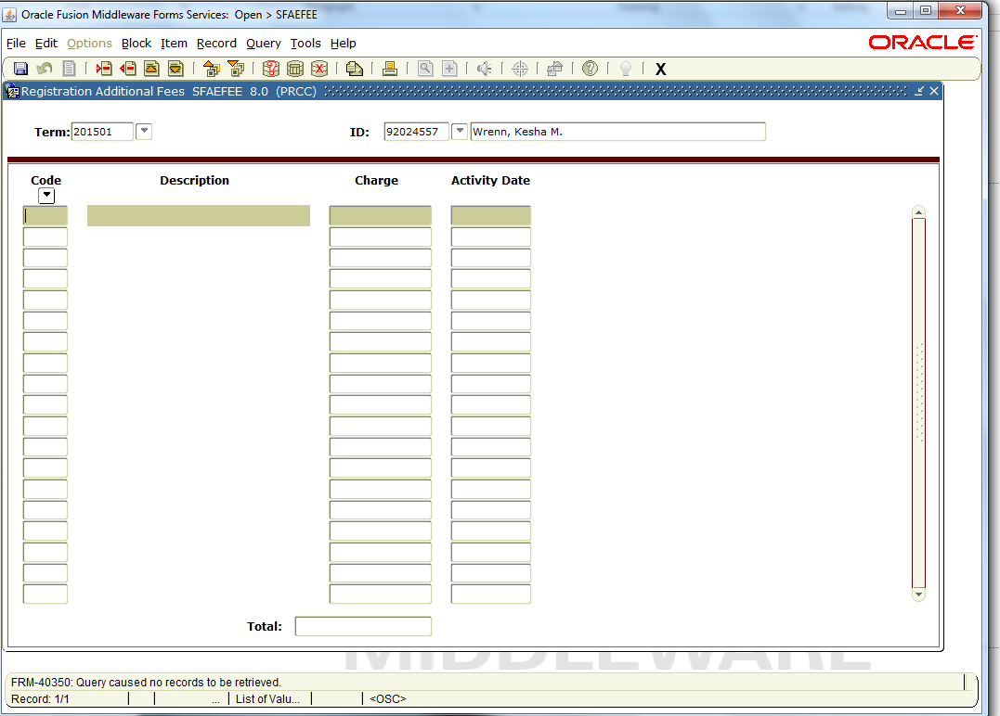 Oracle Fusion Middleware Forms Services: Open > SFAEFEE
File Edit Options Block Item Record Query Tools Help
ORACLE
X
Registration Additional Fees SFAEFEE 8.0 (PRCC)
Term: 201501 ID: 92024557 Wrenn, Kesha M.
Code Description Charge Activity Date
Total:
MIDDLEWARE
FRM-40350: Query caused no records to be retrieved.
Record: 1/1 ... List of Valu... <OSC>